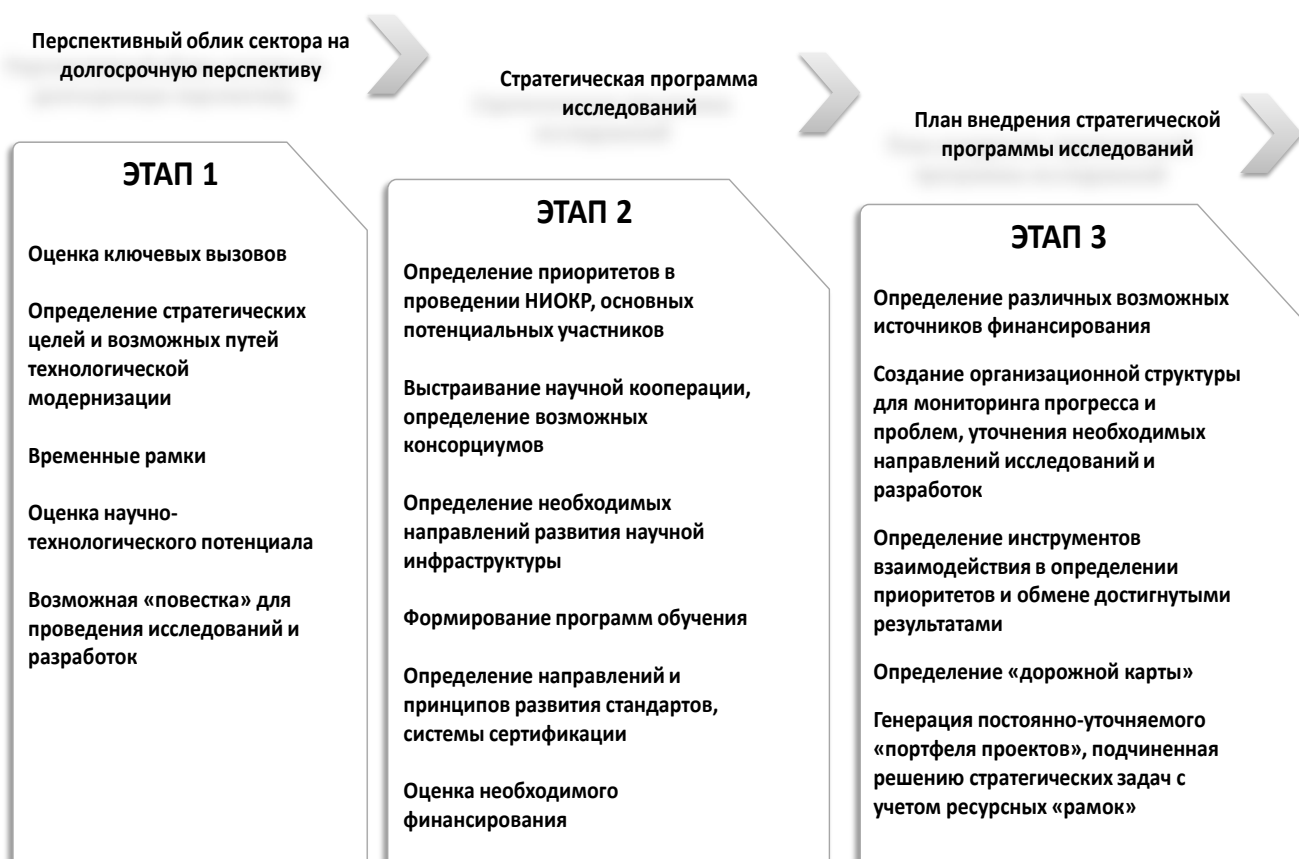 Перспективный облик сектора на
долгосрочную перспективу
Стратегическая программа
исследований
План внедрения стратегической
программы исследований
ЭТАП 1
Оценка ключевых вызовов
Определение стратегических
целей и возможных путей
технологической
модернизации
Временные рамки
Оценка научно-
технологического потенциала
Возможная «повестка» для
проведения исследований и
разработок
ЭТАП 2
Определение приоритетов в
проведении НИОКР, основных
потенциальных участников
Выстраивание научной кооперации,
определение возможных
консорциумов
Определение необходимых
направлений развития научной
инфраструктуры
Формирование программ обучения
Определение направлений и
принципов развития стандартов,
системы сертификации
Оценка необходимого
финансирования
ЭТАП 3
Определение различных возможных
источников финансирования
Создание организационной структуры
для мониторинга прогресса и
проблем, уточнения необходимых
направлений исследований и
разработок
Определение инструментов
взаимодействия в определении
приоритетов и обмене достигнутыми
результатами
Определение «дорожной карты»
Генерация постоянно-уточняемого
«портфеля проектов», подчиненная
решению стратегических задач с
учетом ресурсных «рамок»